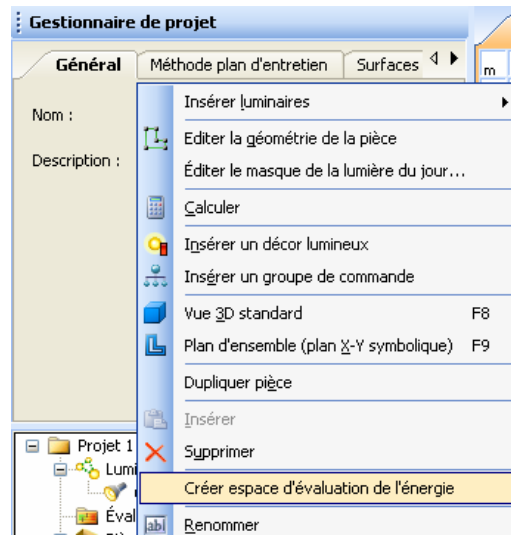 Gestionnaire de projet
Général
Méthode plan d'entretien
Surfaces
m
Nom :
Description :
Insérer luminaires
Editer la géométrie de la pièce
Éditer le masque de la lumière du jour...
Calculer
Insérer un décor lumineux
Insérer un groupe de commande
Vue 3D standard F8
Plan d'ensemble (plan X-Y symbolique) F9
Dupliquer pièce
Insérer
Supprimer
Créer espace d'évaluation de l'énergie
Renommer
Projet 1
Lumi
Éval